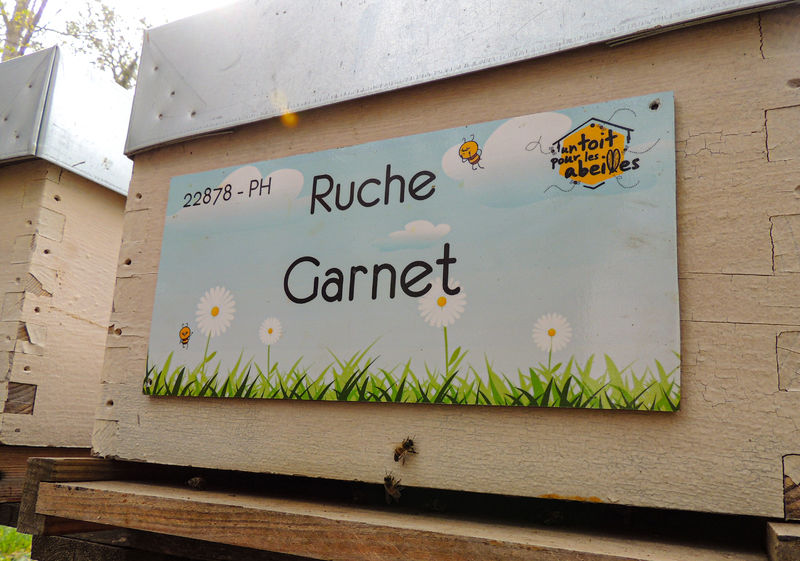 22878 - PH
Ruche
Garnet
un toit
pour les
abeilles